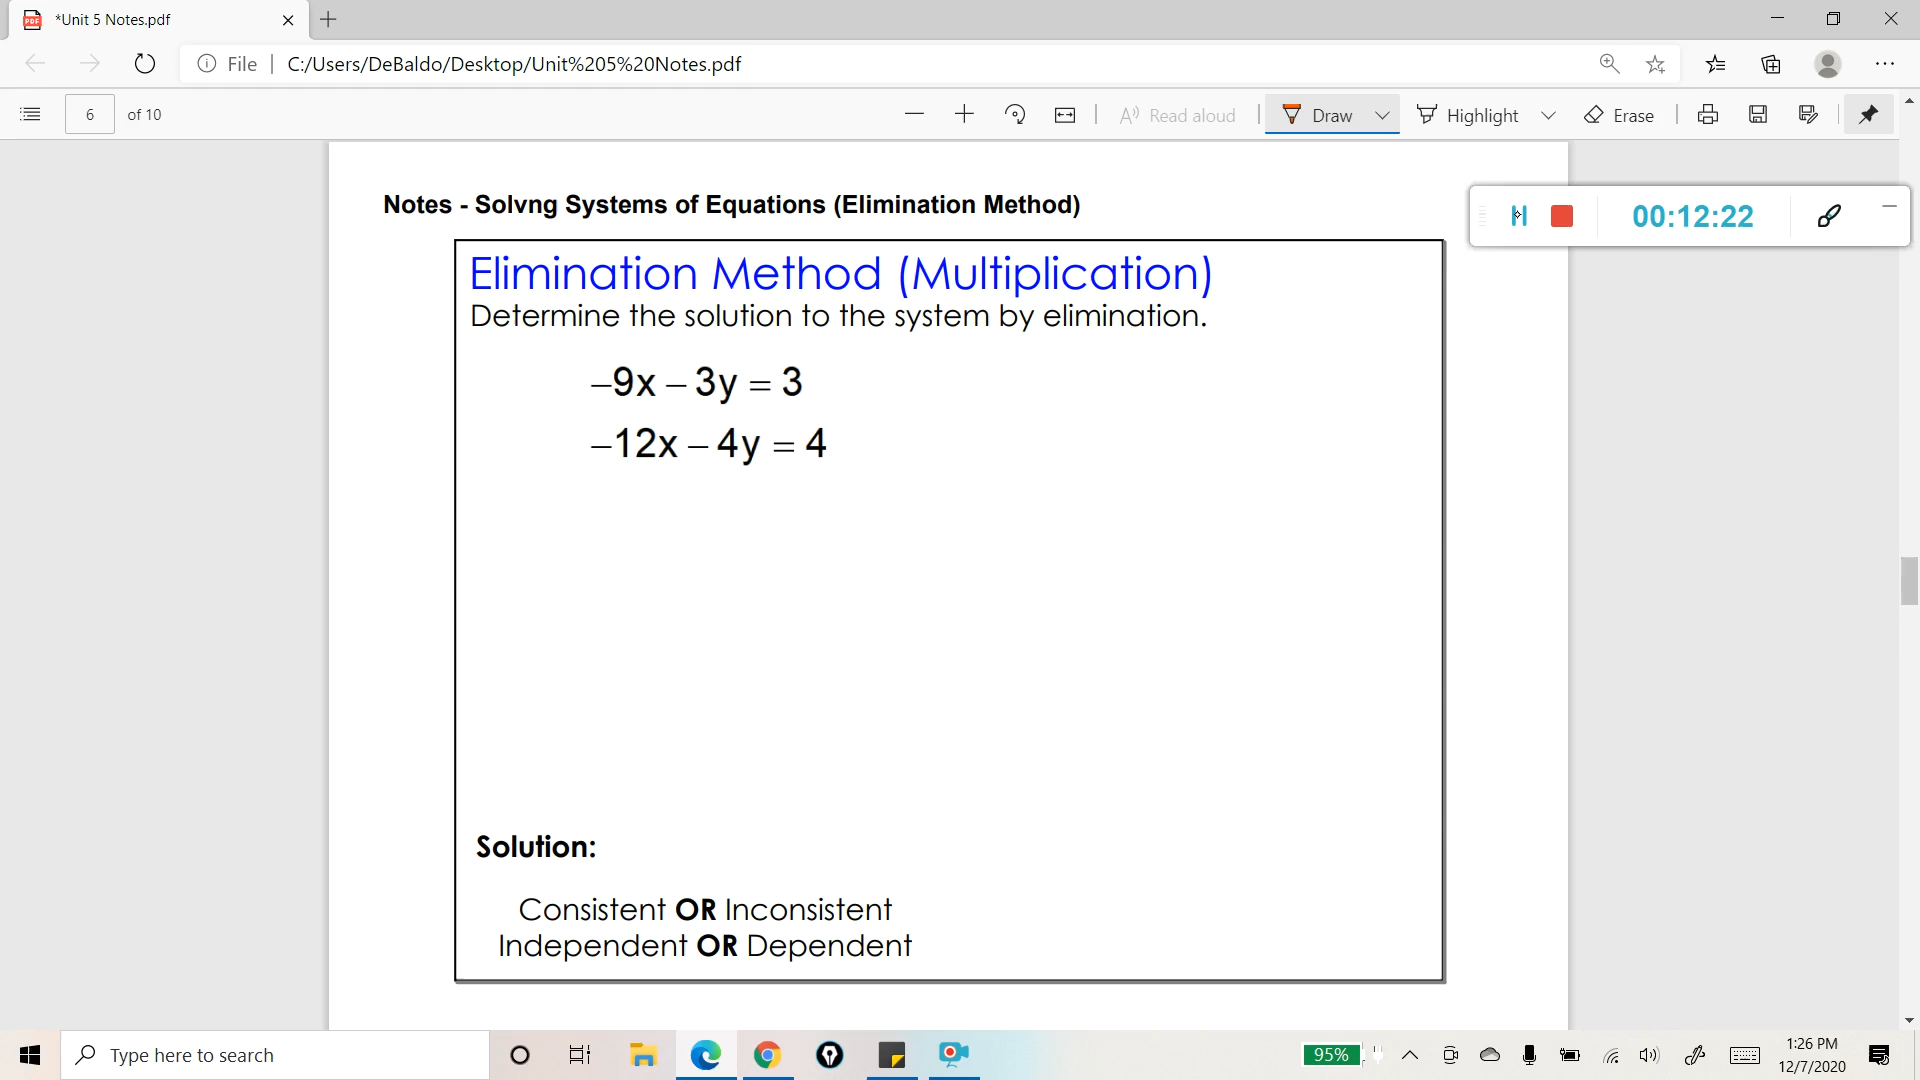 *Unit 5 Notes.pdf
File | C:/Users/DeBaldo/Desktop/Unit%205%20Notes.pdf
6 of 10
Read aloud
Draw
Highlight
Erase
Notes - Solvng Systems of Equations (Elimination Method)
00:12:22
Elimination Method (Multiplication)
Determine the solution to the system by elimination.
–9x – 3y = 3
–12x – 4y = 4
Solution:
Consistent OR Inconsistent
Independent OR Dependent
Type here to search
95%
1:26 PM
12/7/2020